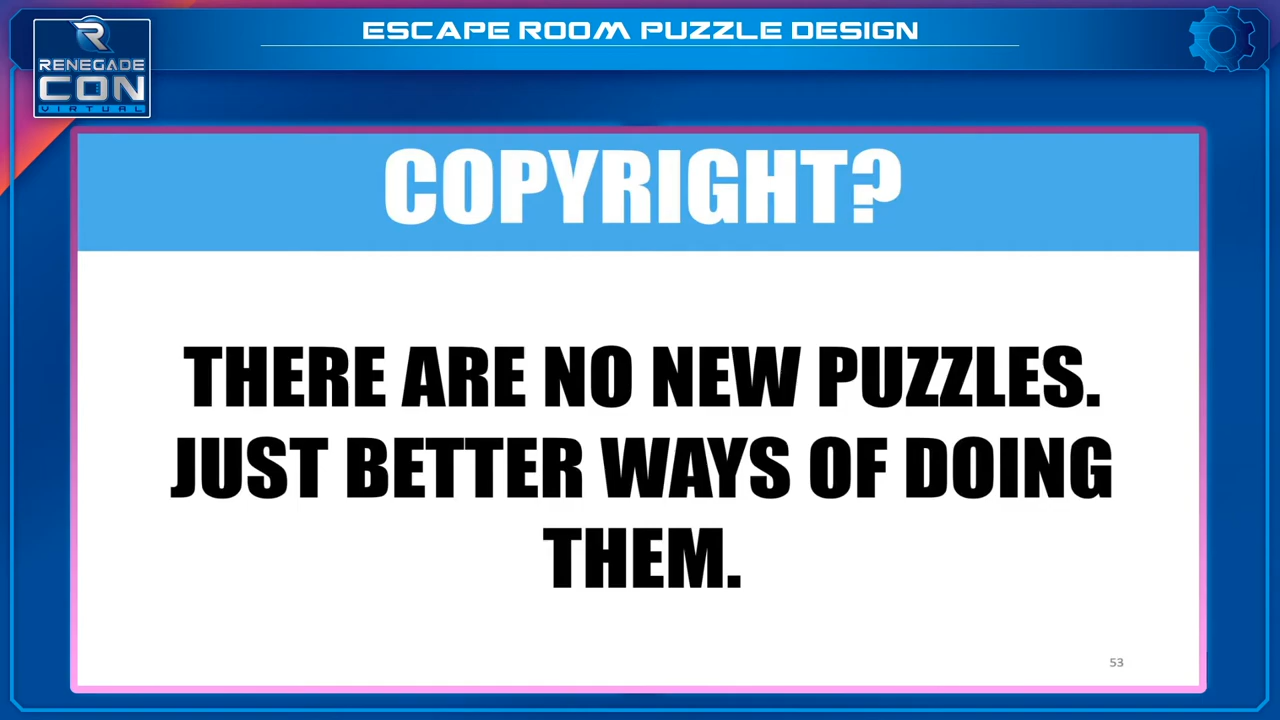 ESCAPE ROOM PUZZLE DESIGN
R
RENEGADE
CON
VIRTUAL
COPYRIGHT?
THERE ARE NO NEW PUZZLES.
JUST BETTER WAYS OF DOING
THEM.
53